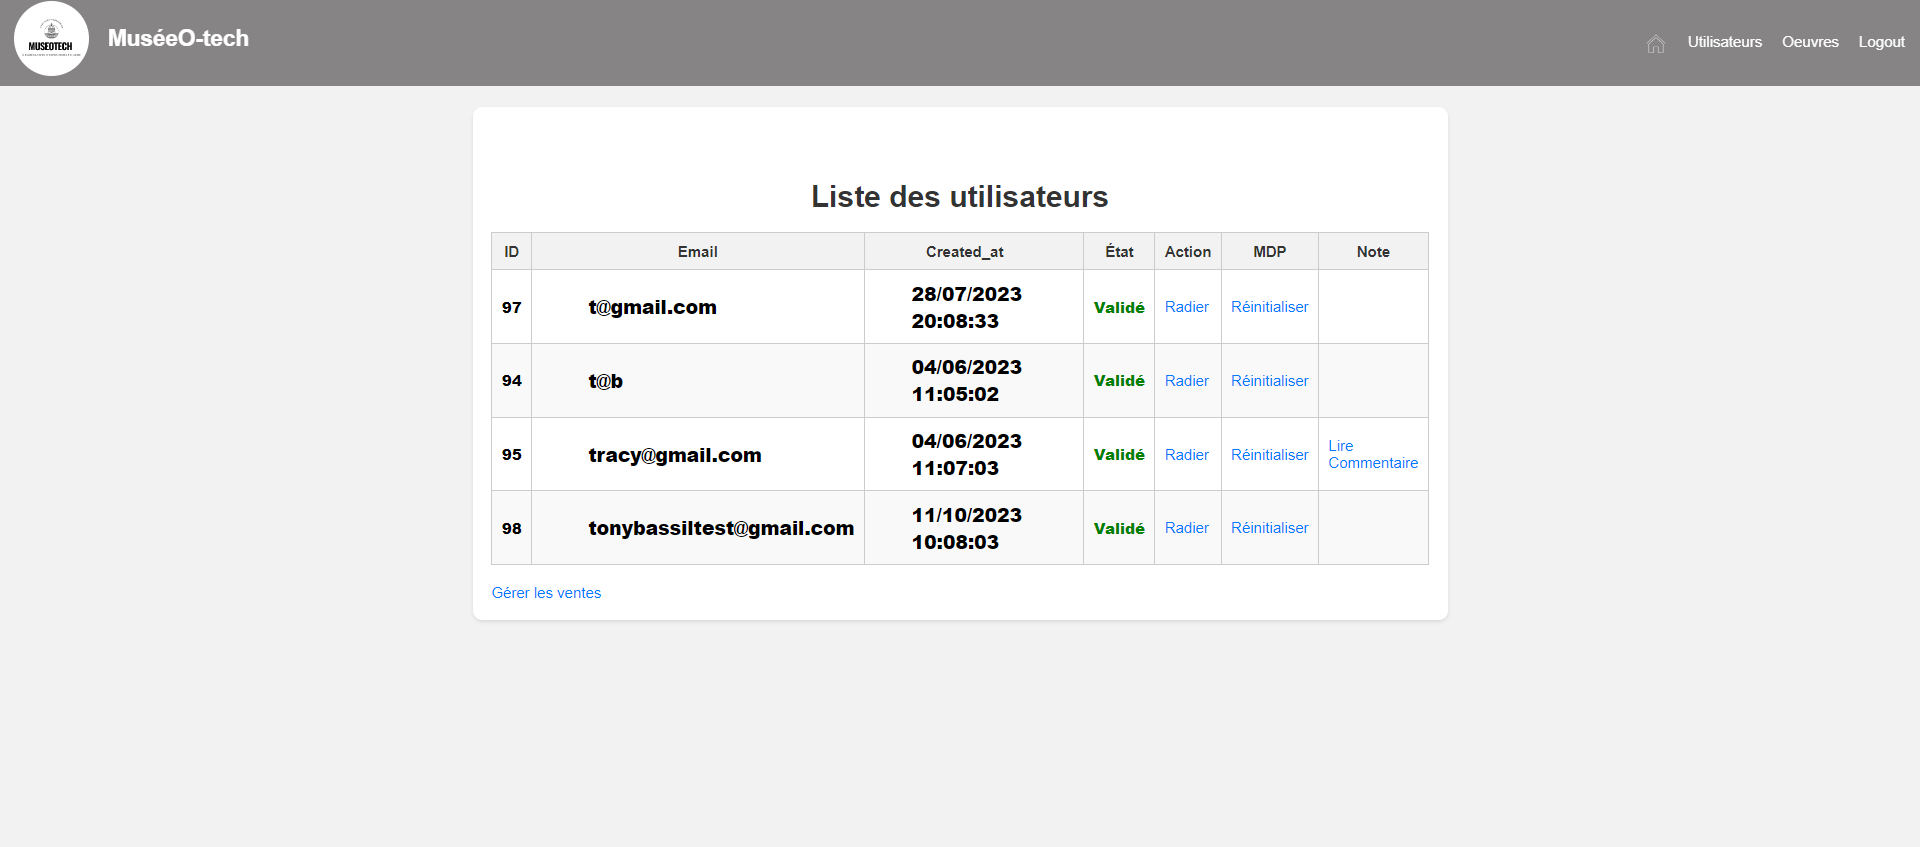 MUSEOTECH
MuséeO-tech
Utilisateurs
Oeuvres
Logout
Liste des utilisateurs
ID Email Created_at État Action MDP Note
97 t@gmail.com 28/07/2023 Validé Radier Réinitialiser
20:08:33
94 t@b 04/06/2023 Validé Radier Réinitialiser
11:05:02
95 tracy@gmail.com 04/06/2023 Validé Radier Réinitialiser Lire
11:07:03 Commentaire
98 tonybassiltest@gmail.com 11/10/2023 Validé Radier Réinitialiser
10:08:03
Gérer les ventes